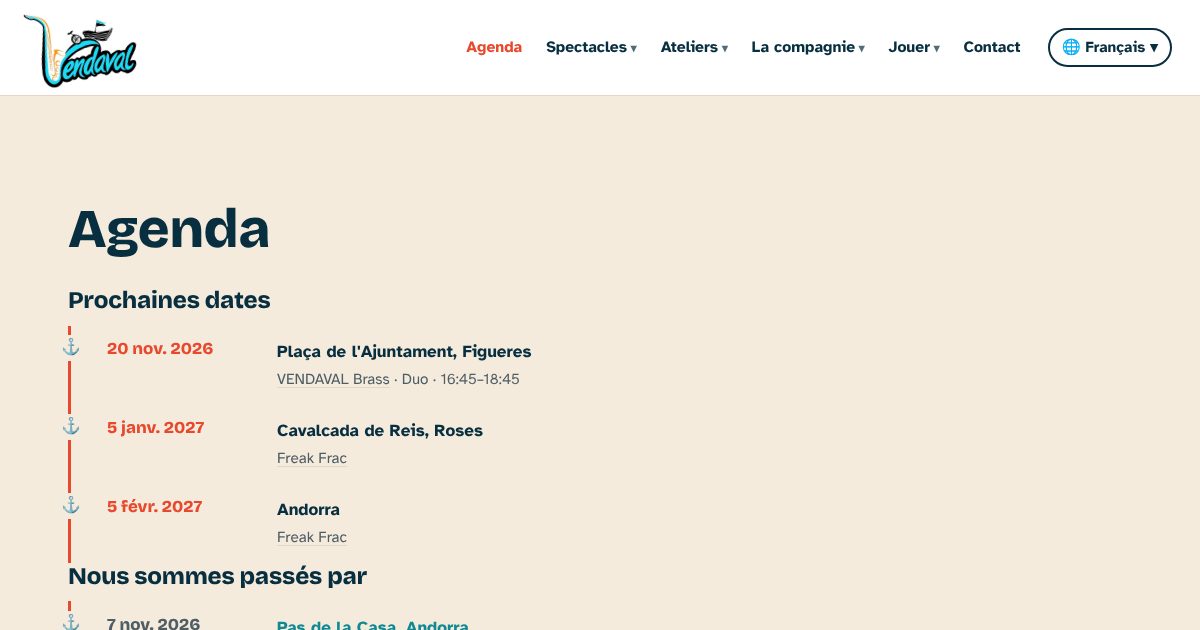 Vendaval
Agenda Spectacles ▾ Ateliers ▾ La compagnie ▾ Jouer ▾ Contact 🌐 Français ▾
Agenda
Prochaines dates
20 nov. 2026
Plaça de l'Ajuntament, Figueres
VENDAVAL Brass · Duo · 16:45–18:45
5 janv. 2027
Cavalcada de Reis, Roses
Freak Frac
5 févr. 2027
Andorra
Freak Frac
Nous sommes passés par
7 nov. 2026
Pas de la Casa, Andorra